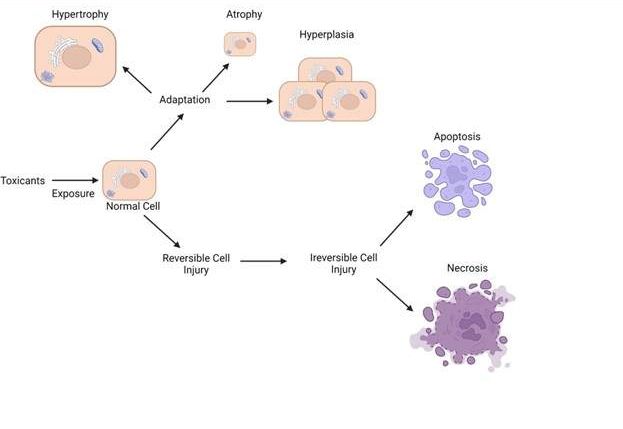 Hypertrophy
Atrophy
Hyperplasia
Adaptation
Apoptosis
Toxicants
Exposure
Normal Cell
Reversible Cell
Injury
Ireversible Cell
Injury
Necrosis